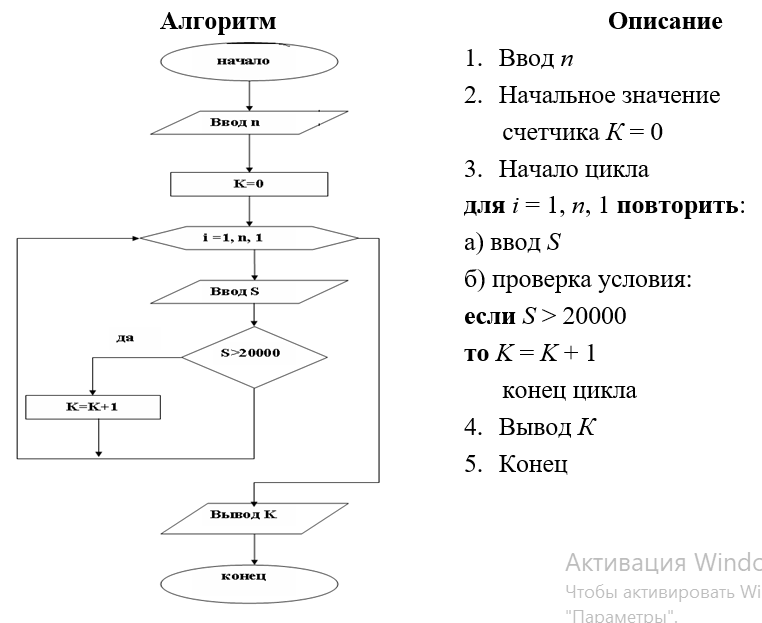 Алгоритм
начало
Ввод n
K=0
i =1, n, 1
Ввод S
да
S>20000
K=K+1
Вывод K
конец
Описание
1. Ввод n
2. Начальное значение
счетчика К = 0
3. Начало цикла
для i = 1, n, 1 повторить:
а) ввод S
б) проверка условия:
если S > 20000
то K = K + 1
конец цикла
4. Вывод К
5. Конец
Активация Windo
Чтобы активировать Wi
"Параметры".